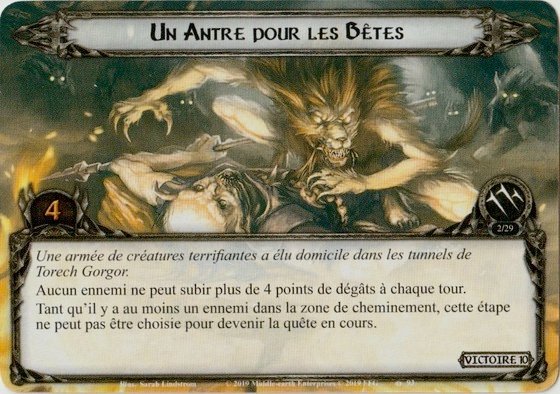 Un Antre pour les Bêtes
4
2/29
Une armée de créatures terrifiantes a élu domicile dans les tunnels de
Torech Gorgor.
Aucun ennemi ne peut subir plus de 4 points de dégâts à chaque tour.
Tant qu'il y a au moins un ennemi dans la zone de cheminement, cette étape
ne peut pas être choisie pour devenir la quête en cours.
VICTOIRE 10
Illus. Sarah Lindstrom © 2019 Middle-earth Enterprises © 2019 FFG 93